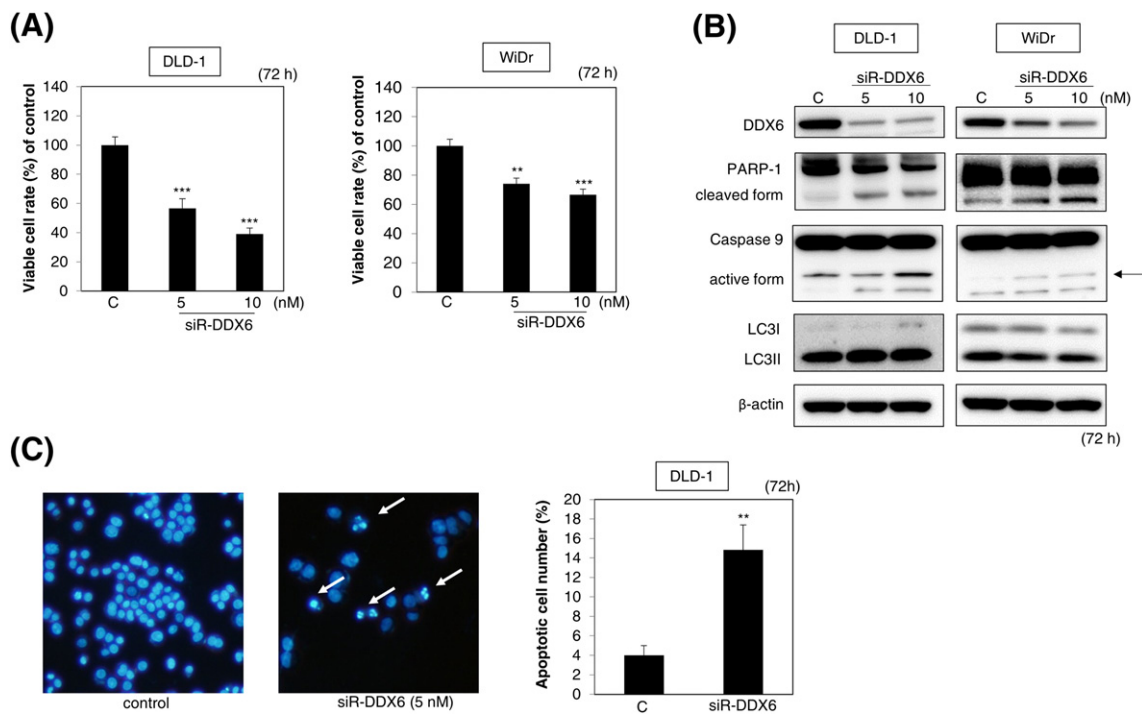 (A)
DLD-1
(72 h)
Viable cell rate (%) of control
140
120
100
80
60
40
20
0
***
***
C
5
10
(nM)
siR-DDX6
WiDr
(72 h)
Viable cell rate (%) of control
140
120
100
80
60
40
20
0
**
***
C
5
10
(nM)
siR-DDX6
(B)
DLD-1
WiDr
siR-DDX6
siR-DDX6
C 5 10
C 5 10 (nM)
DDX6
PARP-1
cleaved form
Caspase 9
active form
LC3I
LC3II
β-actin
(72 h)
(C)
control
siR-DDX6 (5 nM)
DLD-1
(72h)
Apoptotic cell number (%)
20
18
16
14
12
10
8
6
4
2
0
**
C
siR-DDX6